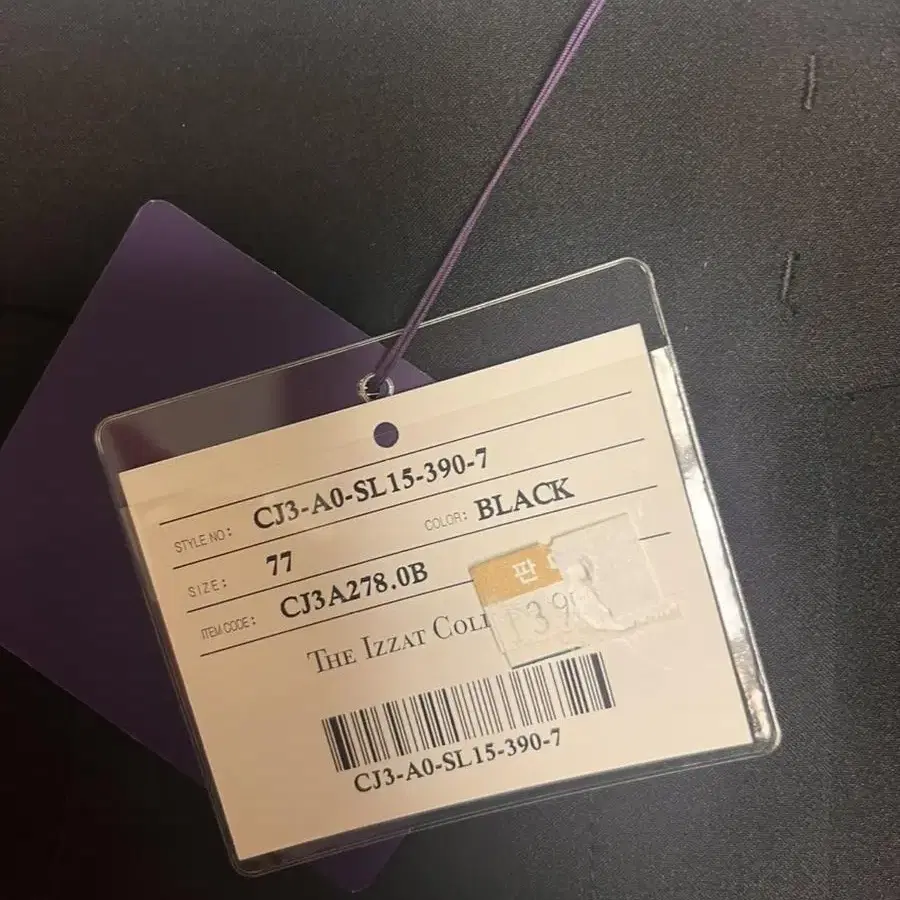 STYLE NO: CJ3-A0-SL15-390-7
SIZE: 77 COLOR: BLACK
ITEM CODE: CJ3A278.0B
판
THE IZZAT
CJ3-A0-SL15-390-7